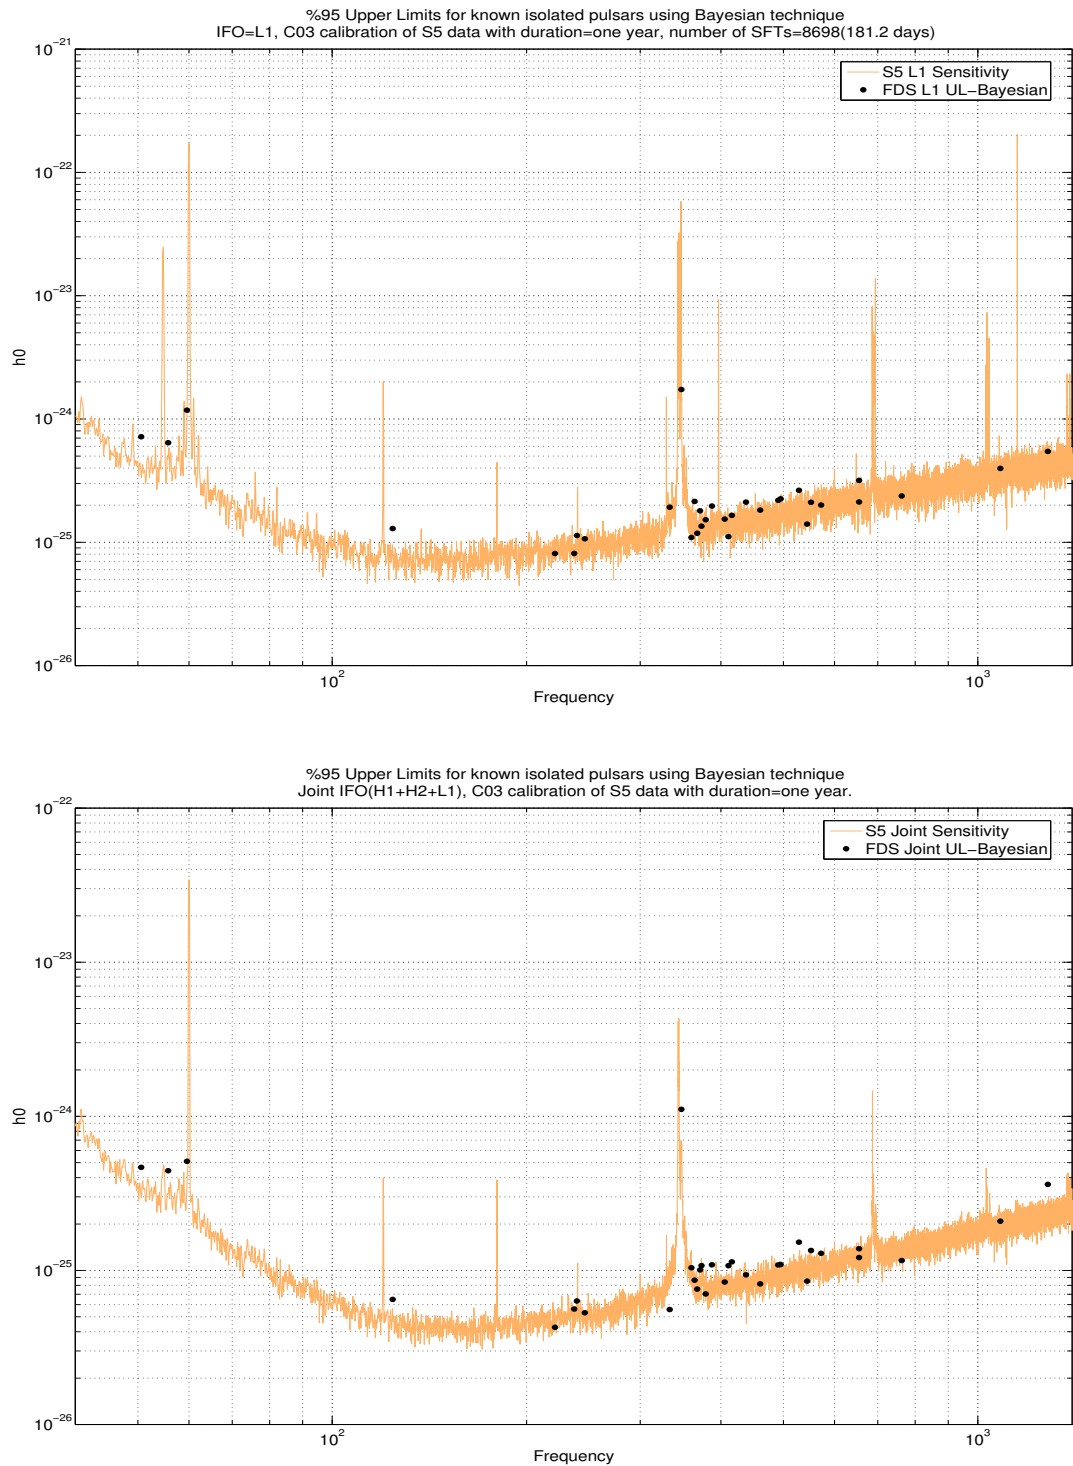 %95 Upper Limits for known isolated pulsars using Bayesian technique
IFO=L1, C03 calibration of S5 data with duration=one year, number of SFTs=8698(181.2 days)
10^-21
S5 L1 Sensitivity
FDS L1 UL-Bayesian
10^-22
10^-23
h0
10^-24
10^-25
10^-26
10^2
10^3
Frequency
%95 Upper Limits for known isolated pulsars using Bayesian technique
Joint IFO(H1+H2+L1), C03 calibration of S5 data with duration=one year.
10^-22
S5 Joint Sensitivity
FDS Joint UL-Bayesian
10^-23
10^-24
h0
10^-25
10^-26
10^2
10^3
Frequency